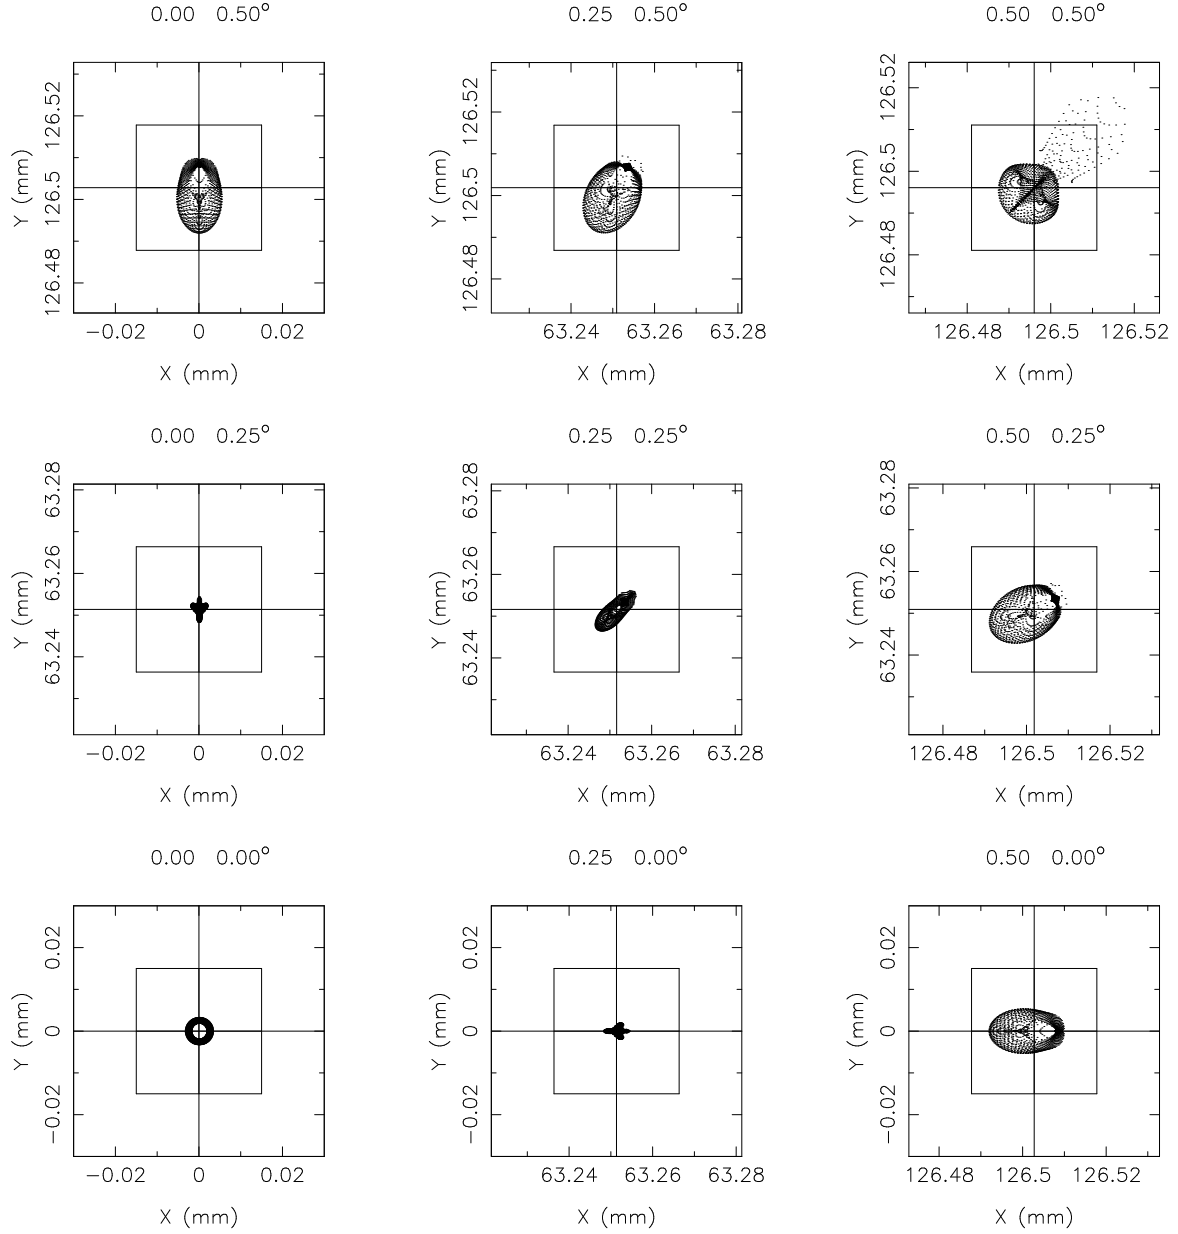 0.00 0.50° 0.25 0.50° 0.50 0.50°
Y (mm) 126.48 126.5 126.52 Y (mm) 126.48 126.5 126.52 Y (mm) 126.48 126.5 126.52
−0.02 0 0.02 63.24 63.26 63.28 126.48 126.5 126.52
X (mm) X (mm) X (mm)
0.00 0.25° 0.25 0.25° 0.50 0.25°
Y (mm) 63.24 63.26 63.28 Y (mm) 63.24 63.26 63.28 Y (mm) 63.24 63.26 63.28
−0.02 0 0.02 63.24 63.26 63.28 126.48 126.5 126.52
X (mm) X (mm) X (mm)
0.00 0.00° 0.25 0.00° 0.50 0.00°
Y (mm) −0.02 0 0.02 Y (mm) −0.02 0 0.02 Y (mm) −0.02 0 0.02
−0.02 0 0.02 63.24 63.26 63.28 126.48 126.5 126.52
X (mm) X (mm) X (mm)